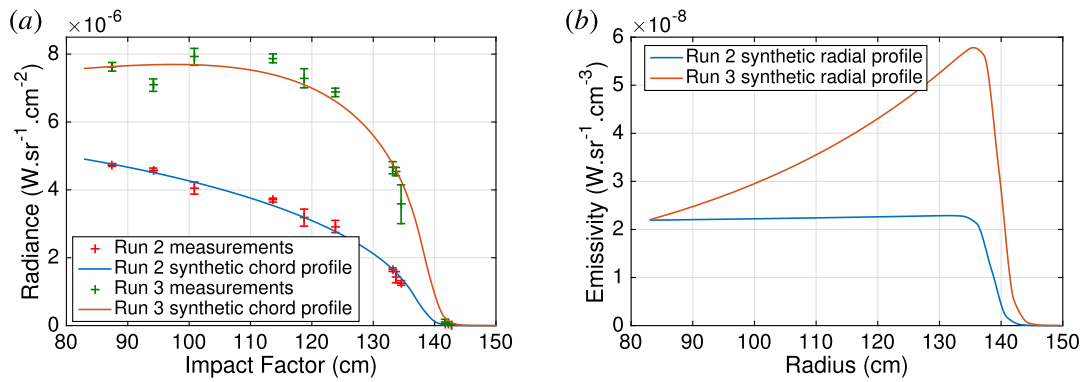 (a)
×10⁻⁶
8
6
4
2
0
Radiance (W.sr⁻¹.cm⁻²)
Run 2 measurements
Run 2 synthetic chord profile
Run 3 measurements
Run 3 synthetic chord profile
80 90 100 110 120 130 140 150
Impact Factor (cm)
(b)
×10⁻⁸
6
5
4
3
2
1
0
Emissivity (W.sr⁻¹.cm⁻³)
Run 2 synthetic radial profile
Run 3 synthetic radial profile
80 90 100 110 120 130 140 150
Radius (cm)